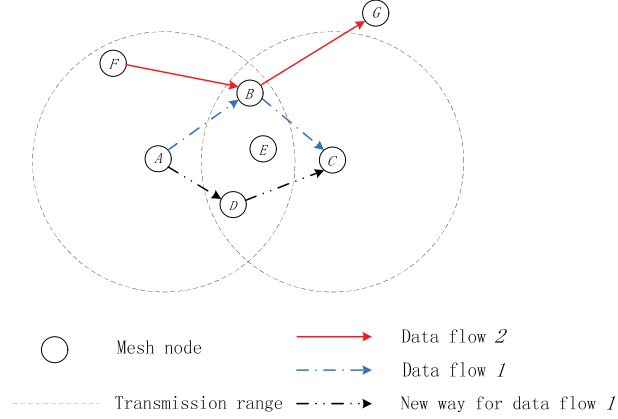 G
F
B
A
E
C
D
Mesh node
Data flow 2
Data flow 1
Transmission range
New way for data flow 1